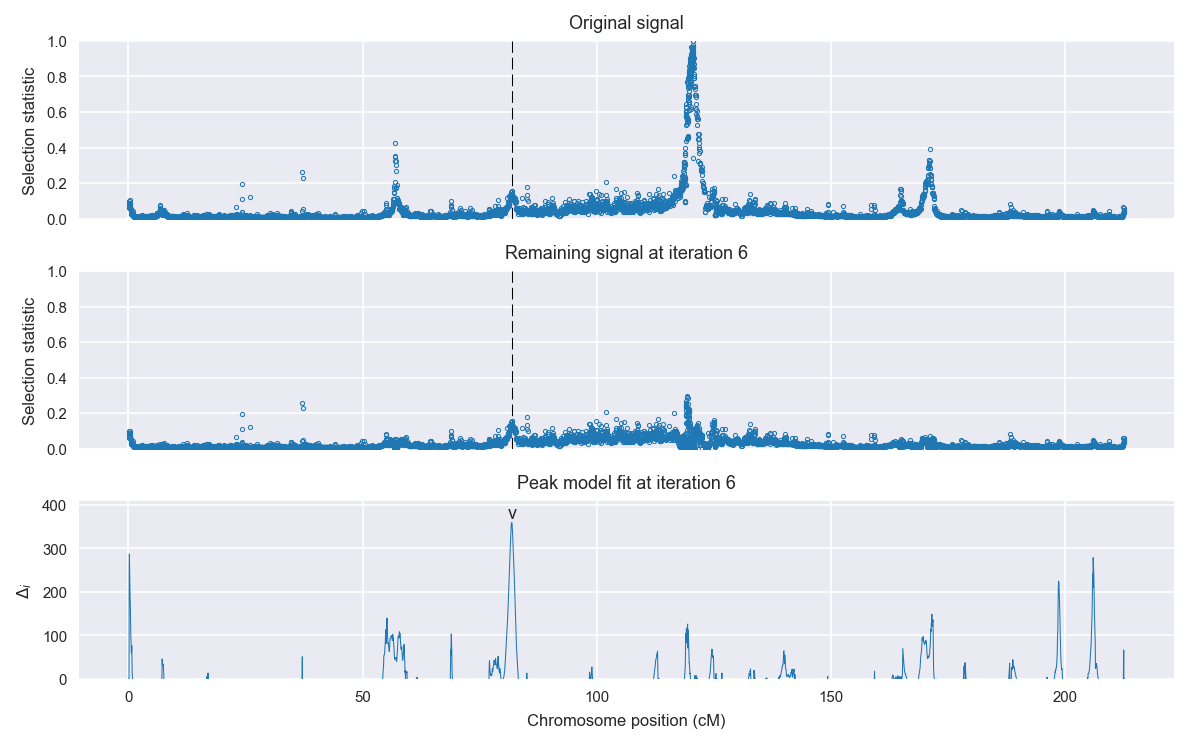 Original signal
1.0
0.8
0.6
0.4
0.2
0.0
Selection statistic
Remaining signal at iteration 6
1.0
0.8
0.6
0.4
0.2
0.0
Selection statistic
Peak model fit at iteration 6
v
400
300
200
100
0
Δi
0 50 100 150 200
Chromosome position (cM)